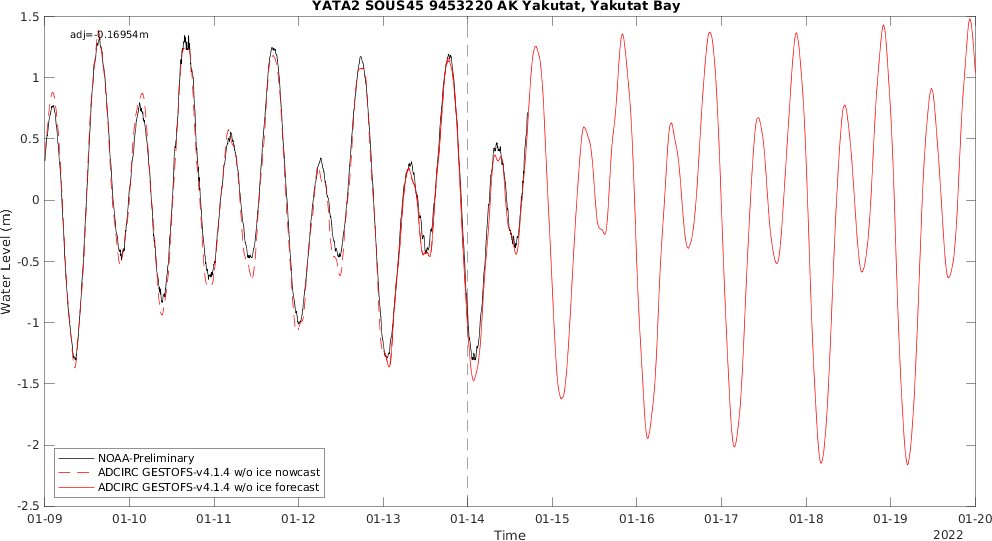 YATA2 SOUS45 9453220 AK Yakutat, Yakutat Bay
adj=-0.16954m
1.5
1
0.5
0
-0.5
-1
-1.5
-2
-2.5
Water Level (m)
NOAA-Preliminary
ADCIRC GESTOFS-v4.1.4 w/o ice nowcast
ADCIRC GESTOFS-v4.1.4 w/o ice forecast
01-09 01-10 01-11 01-12 01-13 01-14 01-15 01-16 01-17 01-18 01-19 01-20
Time
2022